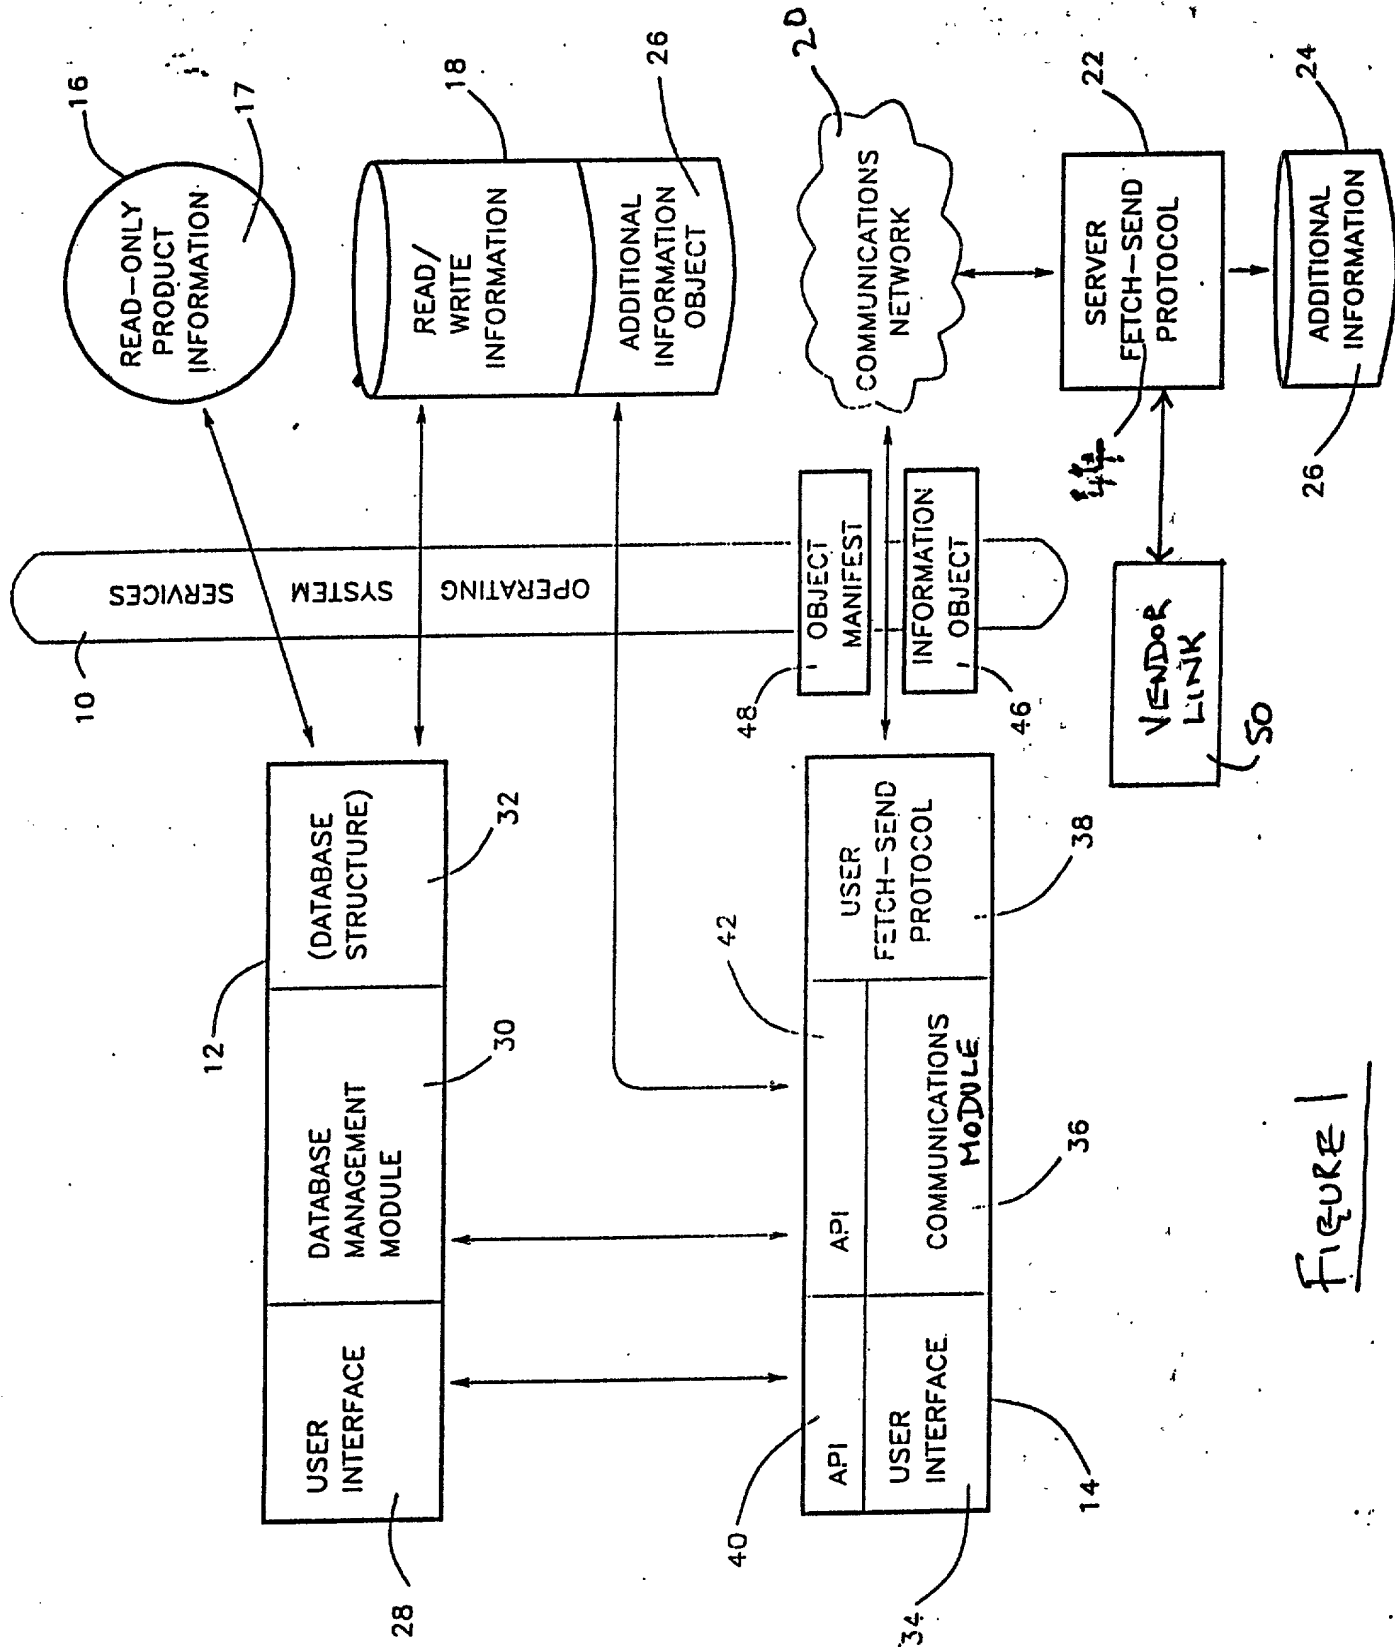 16
READ-ONLY
PRODUCT
INFORMATION
17
10
OPERATING SYSTEM SERVICES
18
READ/
WRITE
INFORMATION
ADDITIONAL
INFORMATION
OBJECT
26
12
USER
INTERFACE
28
DATABASE
MANAGEMENT
MODULE
30
(DATABASE
STRUCTURE)
32
20
COMMUNICATIONS
NETWORK
48
OBJECT
MANIFEST
INFORMATION
OBJECT
46
40
API
USER
INTERFACE
34
14
API
42
COMMUNICATIONS
MODULE
36
USER
FETCH-SEND
PROTOCOL
38
22
SERVER
FETCH-SEND
PROTOCOL
44
VENDOR
LINK
50
24
ADDITIONAL
INFORMATION
26
FIGURE 1